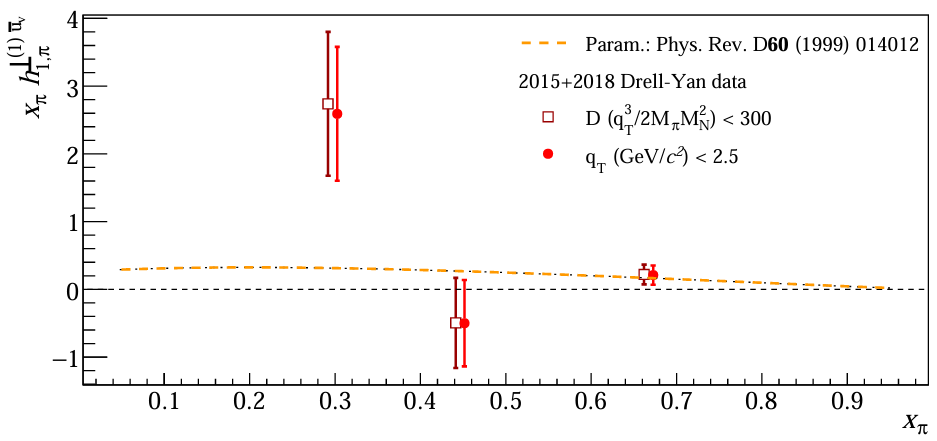 x_π h_{1,π}^{⊥(1) ū_v}
4
3
2
1
0
−1
Param.: Phys. Rev. D60 (1999) 014012
2015+2018 Drell-Yan data
D (q_T^3/2M_πM_N^2) < 300
q_T (GeV/c^2) < 2.5
0.1 0.2 0.3 0.4 0.5 0.6 0.7 0.8 0.9
x_π